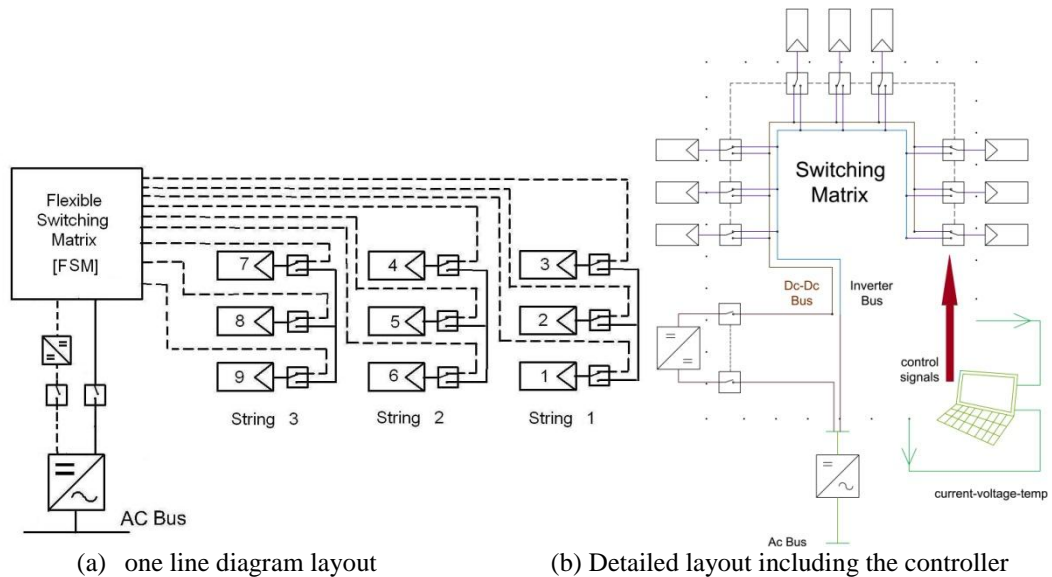 Flexible
Switching
Matrix
[FSM]
7
4
3
8
5
2
9
6
1
String 3
String 2
String 1
AC Bus
(a) one line diagram layout
Switching
Matrix
Dc-Dc
Bus
Inverter
Bus
control
signals
current-voltage-temp
Ac Bus
(b) Detailed layout including the controller